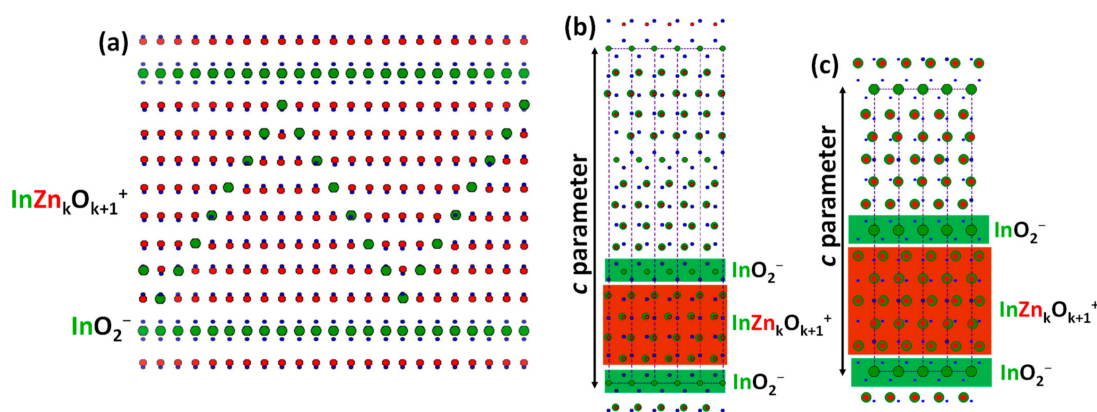 (a)
InZnₖOₖ₊₁⁺
InO₂⁻
(b)
c parameter
InO₂⁻
InZnₖOₖ₊₁⁺
InO₂⁻
(c)
c parameter
InO₂⁻
InZnₖOₖ₊₁⁺
InO₂⁻